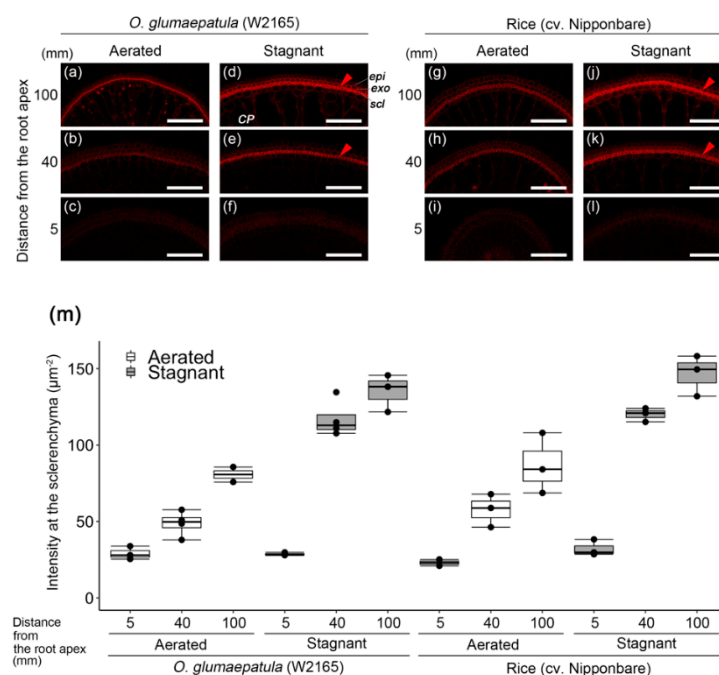 O. glumaepatula (W2165) Rice (cv. Nipponbare)
(mm) Aerated Stagnant Aerated Stagnant
Distance from the root apex
100 (a) (d) epi exo scl CP 100 (g) (j)
40 (b) (e) 40 (h) (k)
5 (c) (f) 5 (i) (l)
(m)
Aerated
Stagnant
Intensity at the sclerenchyma (µm⁻²)
150
100
50
0
Distance from the root apex (mm)
5 40 100 5 40 100 5 40 100 5 40 100
Aerated Stagnant Aerated Stagnant
O. glumaepatula (W2165) Rice (cv. Nipponbare)